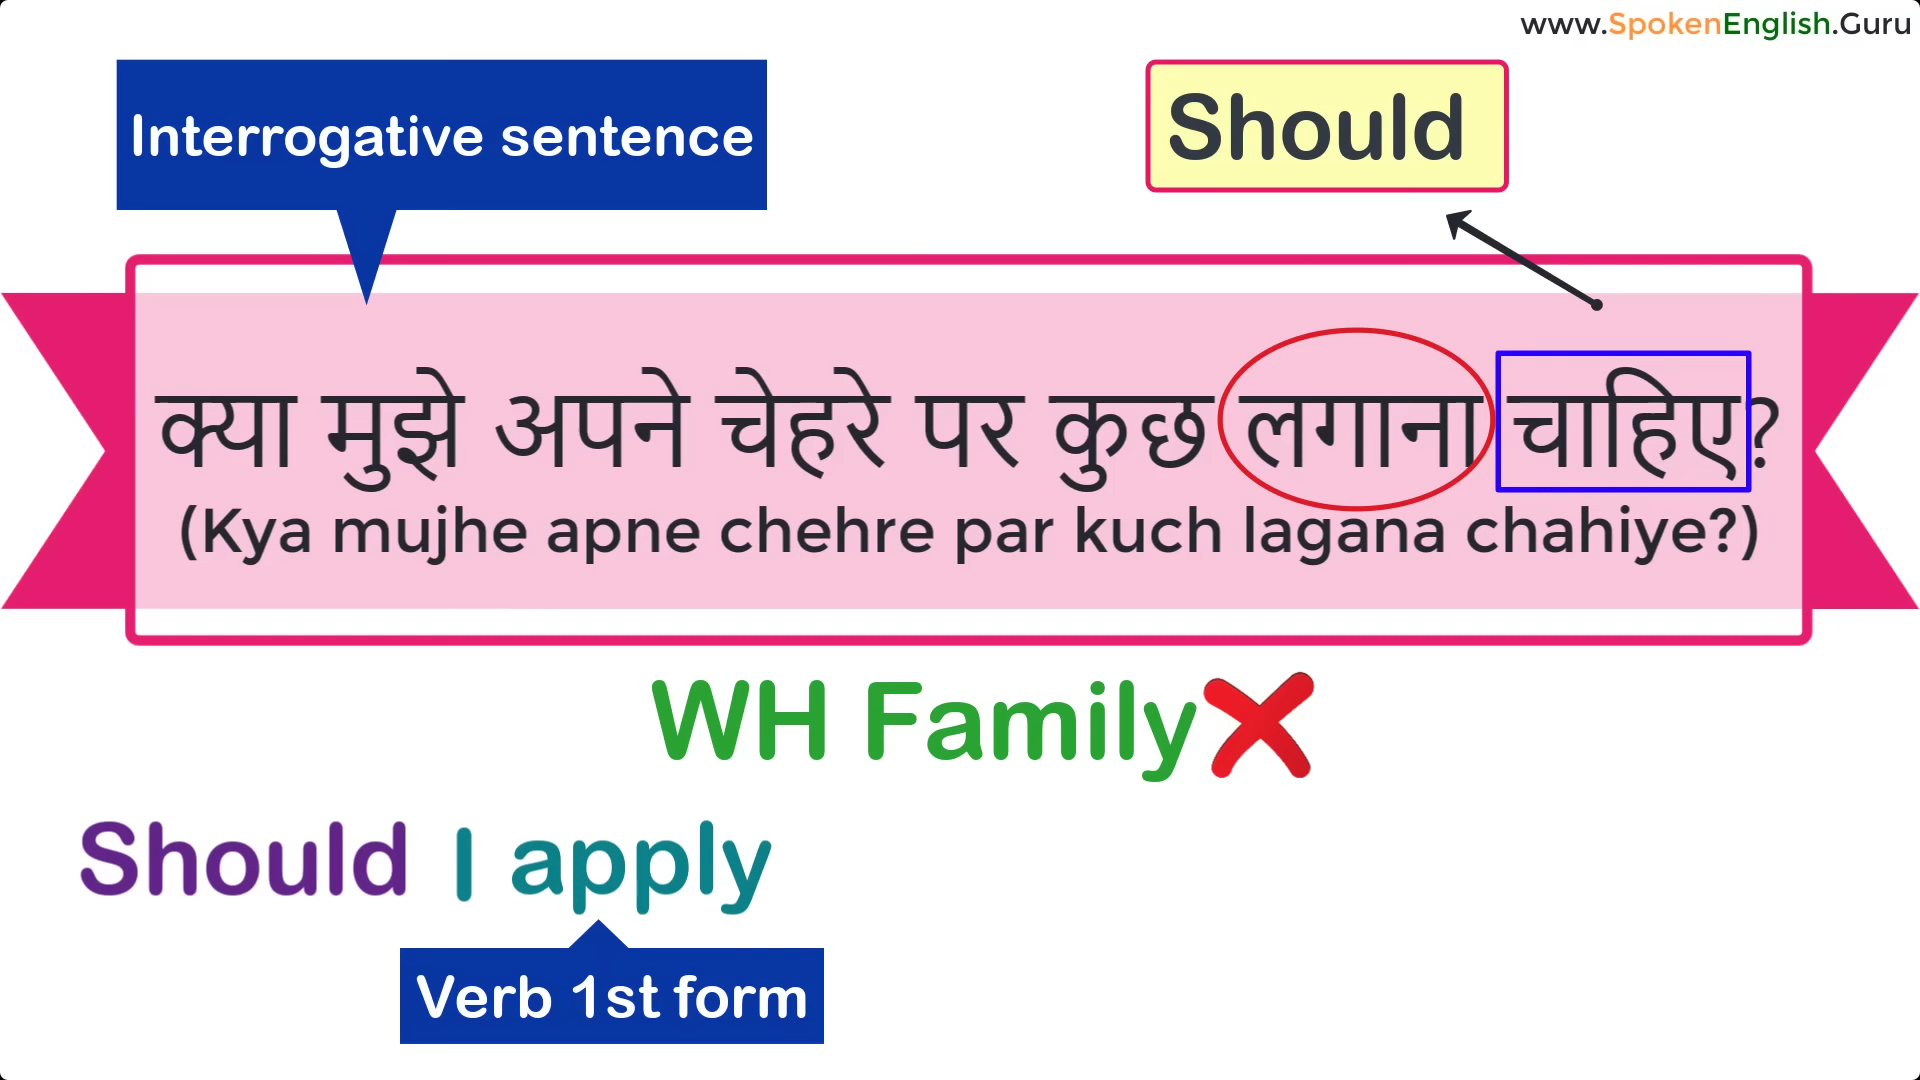 www.SpokenEnglish.Guru
Interrogative sentence
Should
क्या मुझे अपने चेहरे पर कुछ लगाना चाहिए?
(Kya mujhe apne chehre par kuch lagana chahiye?)
WH Family
Should I apply
Verb 1st form